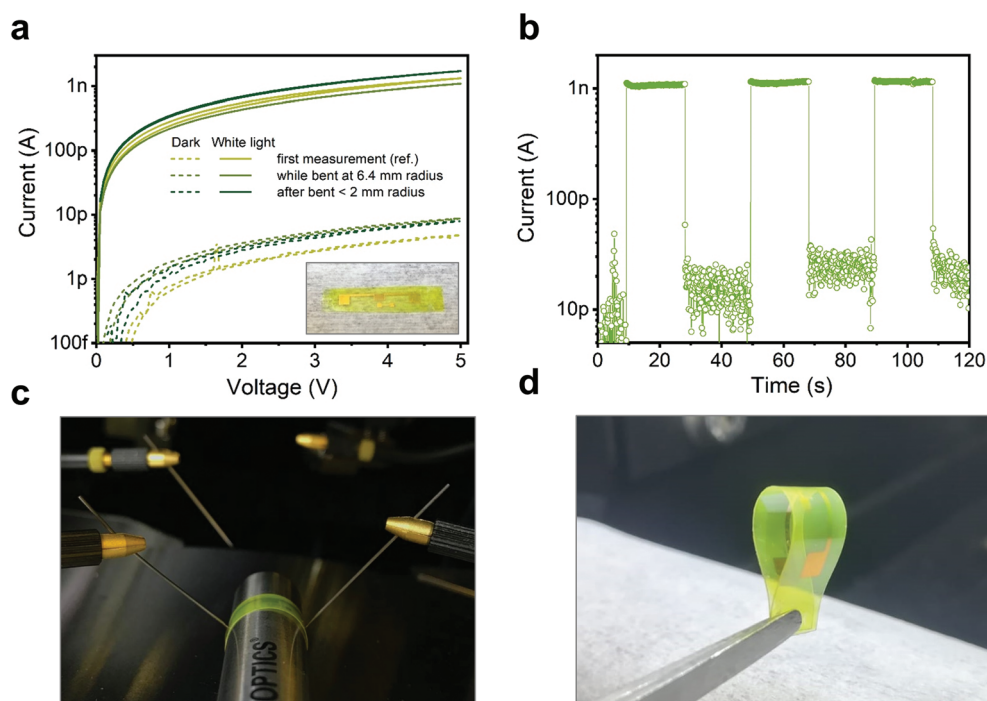 a
Current (A)
1n
100p
10p
1p
100f
Dark White light
first measurement (ref.)
while bent at 6.4 mm radius
after bent < 2 mm radius
0 1 2 3 4 5
Voltage (V)
b
Current (A)
1n
100p
10p
0 20 40 60 80 100 120
Time (s)
c
OPTICS
d